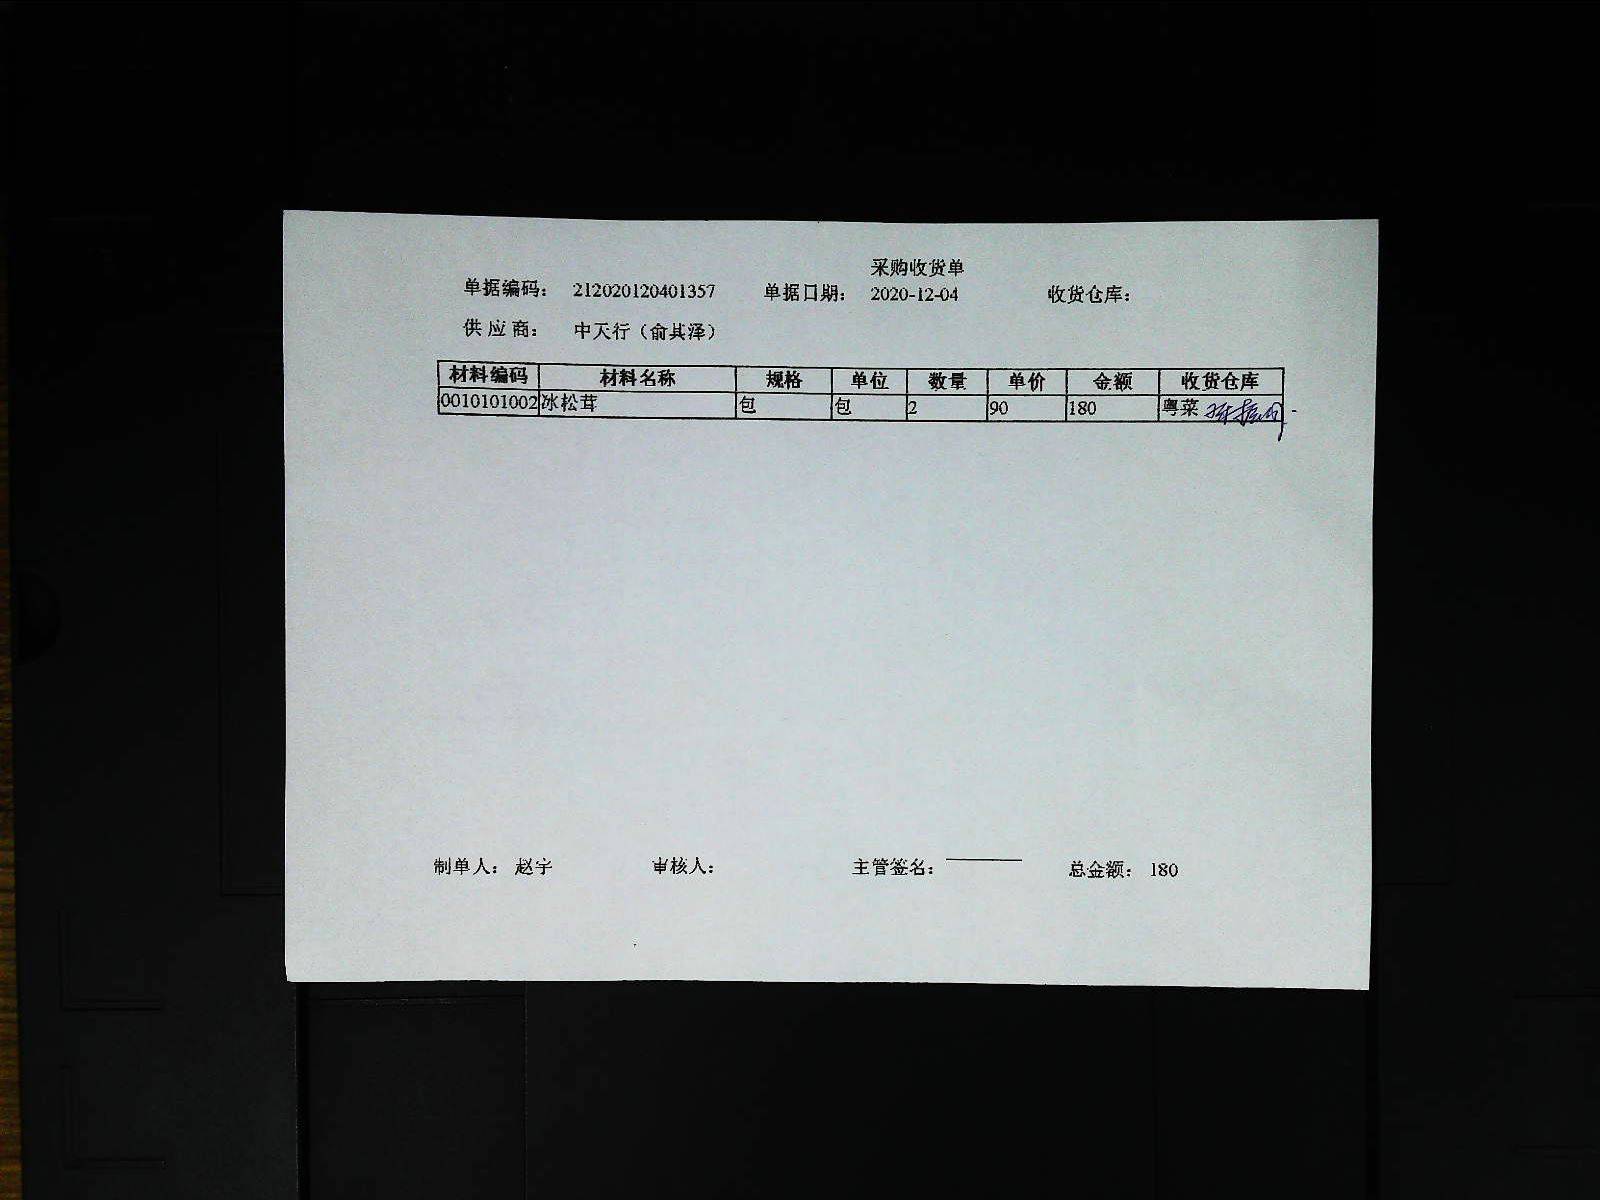 采购收货单
单据编码： 212020120401357 单据日期： 2020-12-04 收货仓库：
供 应 商： 中天行（俞其泽）
材料编码 材料名称 规格 单位 数量 单价 金额 收货仓库
0010101002 冰松茸 包 包 2 90 180 粤菜
制单人： 赵宇 审核人： 主管签名： 总金额： 180